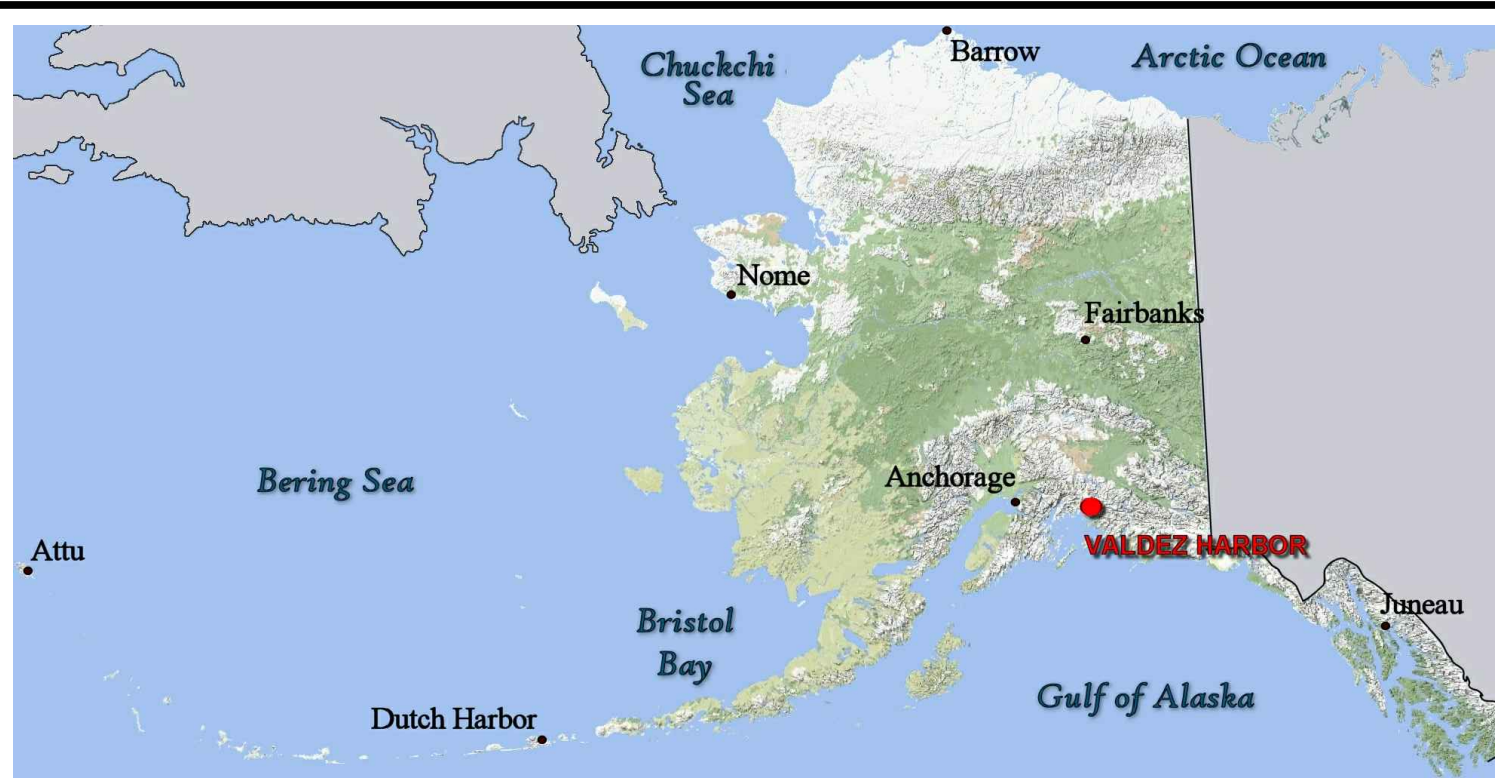 Barrow
Chuckchi
Sea
Arctic Ocean
Nome
Fairbanks
Anchorage
Bering Sea
VALDEZ HARBOR
Attu
Juneau
Bristol
Bay
Gulf of Alaska
Dutch Harbor